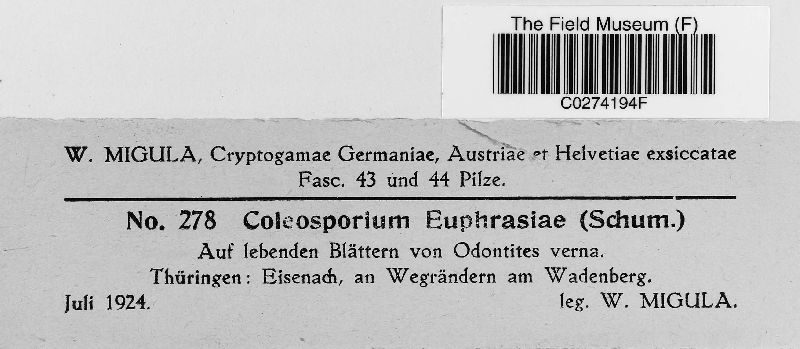 The Field Museum (F)
C0274194F
W. MIGULA, Cryptogamae Germaniae, Austriae et Helvetiae exsiccatae
Fasc. 43 und 44 Pilze.
No. 278 Coleosporium Euphrasiae (Schum.)
Auf lebenden Blättern von Odontites verna.
Thüringen: Eisenach, an Wegrändern am Wadenberg.
Juli 1924. leg. W. MIGULA.